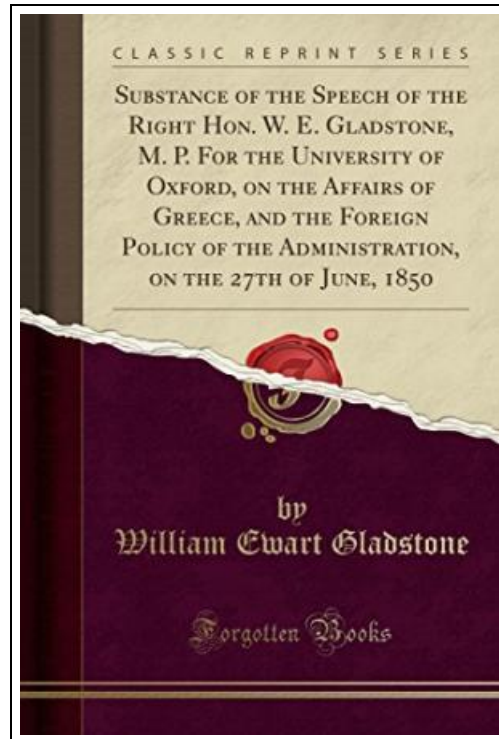 CLASSIC REPRINT SERIES
SUBSTANCE OF THE SPEECH OF THE
RIGHT HON. W. E. GLADSTONE,
M. P. FOR THE UNIVERSITY OF
OXFORD, ON THE AFFAIRS OF
GREECE, AND THE FOREIGN
POLICY OF THE ADMINISTRATION,
ON THE 27TH OF JUNE, 1850
by
William Ewart Gladstone
Forgotten Books